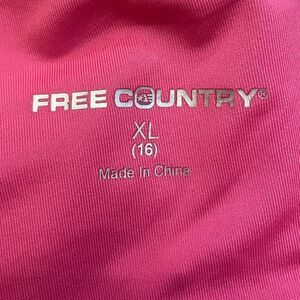 FREE COUNTRY®
XL
(16)
Made In China